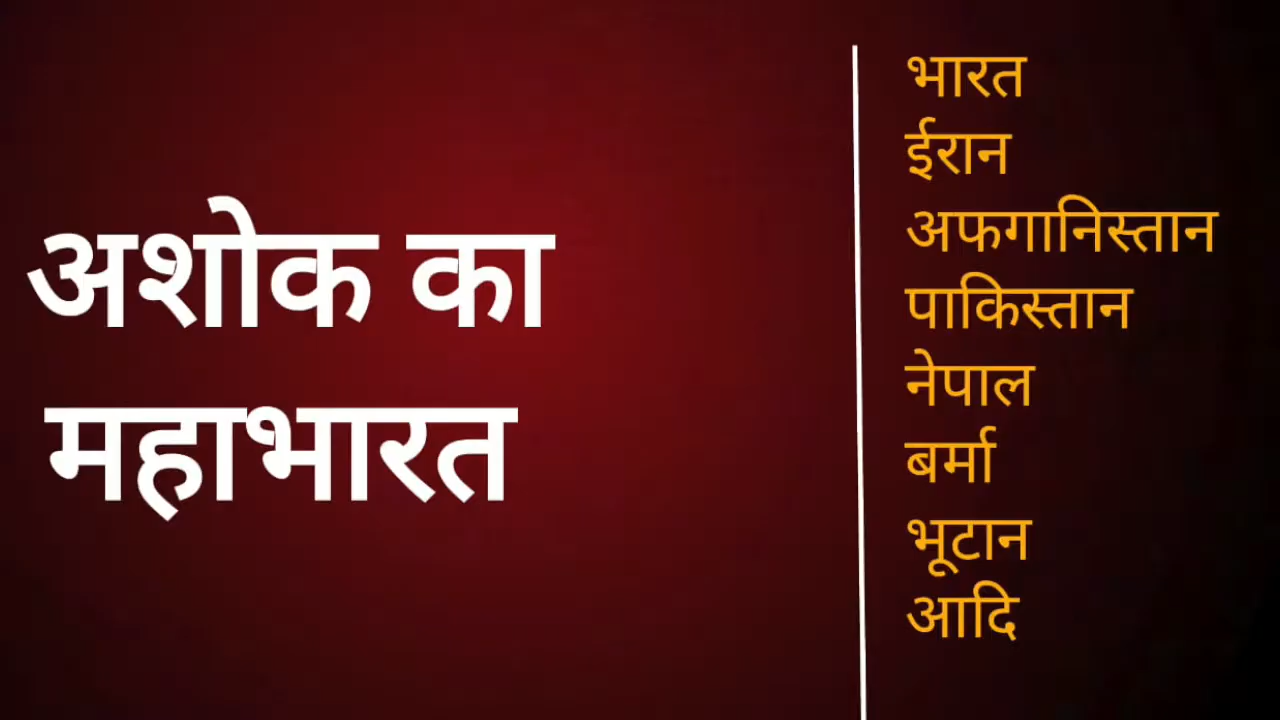 अशोक का
महाभारत
भारत
ईरान
अफगानिस्तान
पाकिस्तान
नेपाल
बर्मा
भूटान
आदि